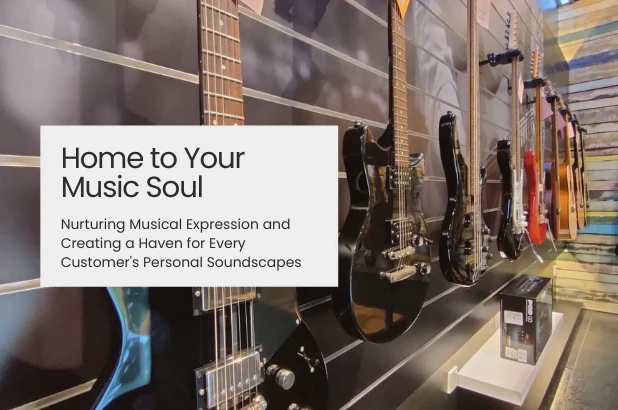 Home to Your
Music Soul
Nurturing Musical Expression and
Creating a Haven for Every
Customer's Personal Soundscapes